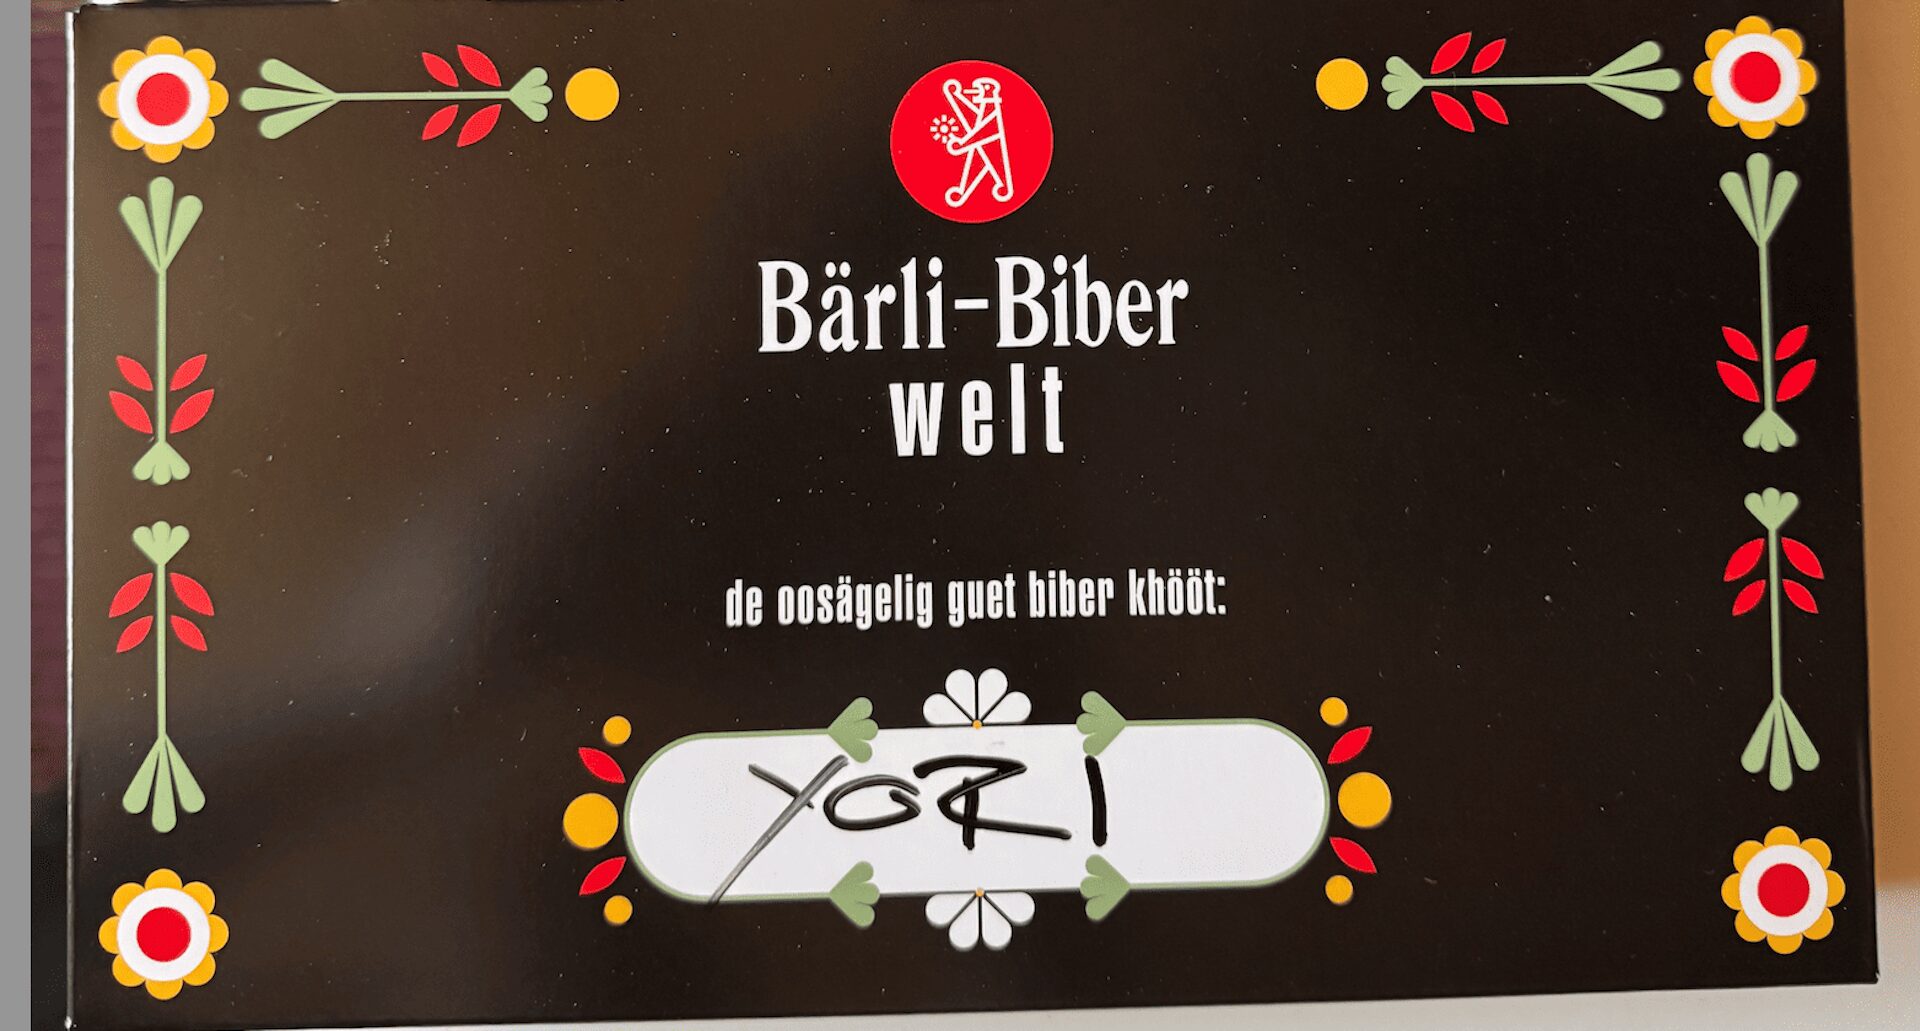 Bärli-Biber
welt
de oosägelig guet biber khööt:
YORI